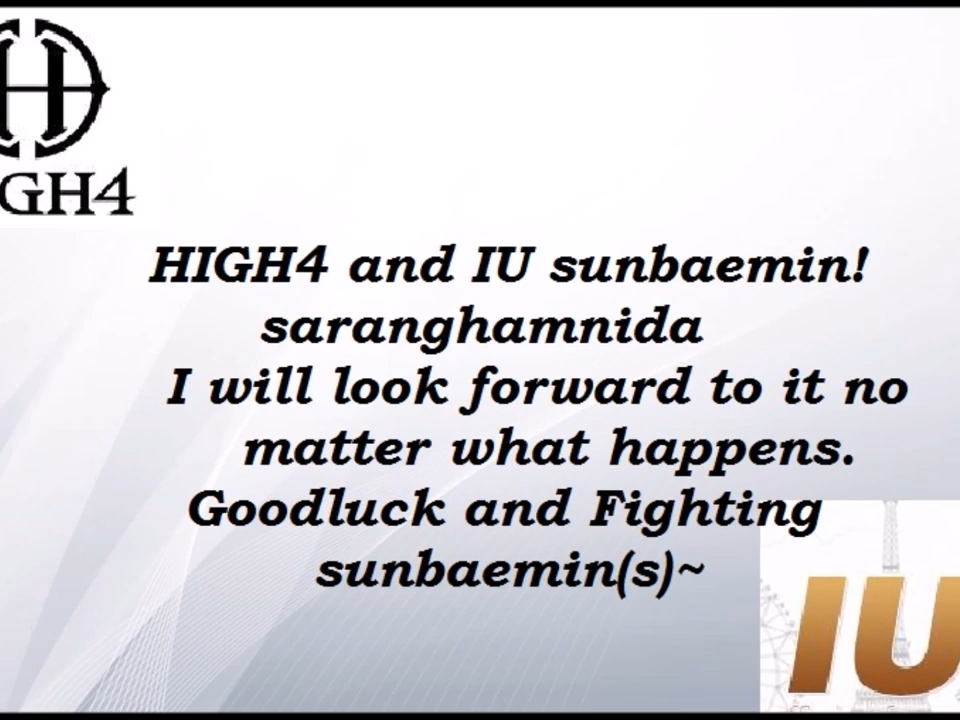 GH4
HIGH4 and IU sunbaemin!
saranghamnida
I will look forward to it no
matter what happens.
Goodluck and Fighting
sunbaemin(s)~
IU